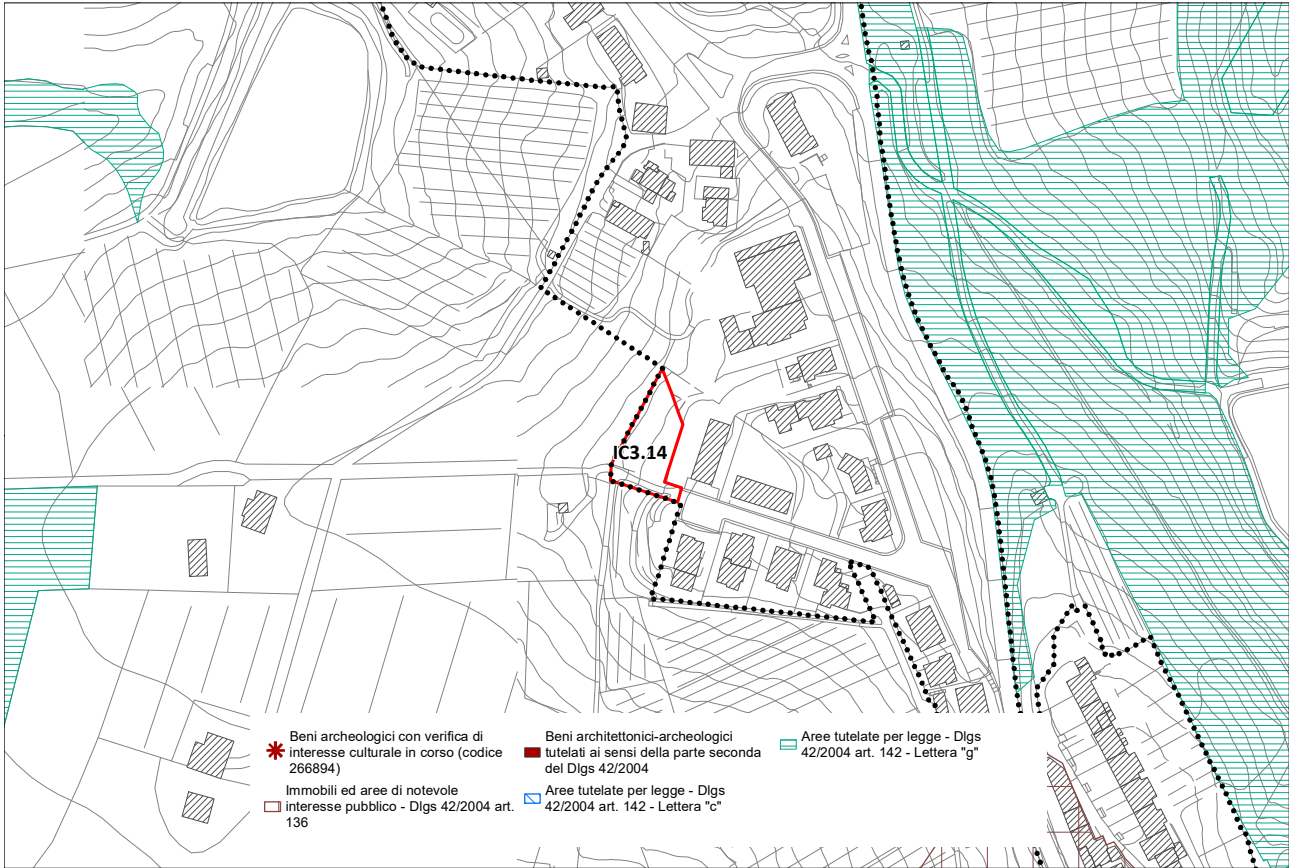 IC3.14
Beni archeologici con verifica di
interesse culturale in corso (codice
266894)
Immobili ed aree di notevole
interesse pubblico - Dlgs 42/2004 art.
136
Beni architettonici-archeologici
tutelati ai sensi della parte seconda
del Dlgs 42/2004
Aree tutelate per legge - Dlgs
42/2004 art. 142 - Lettera "c"
Aree tutelate per legge - Dlgs
42/2004 art. 142 - Lettera "g"